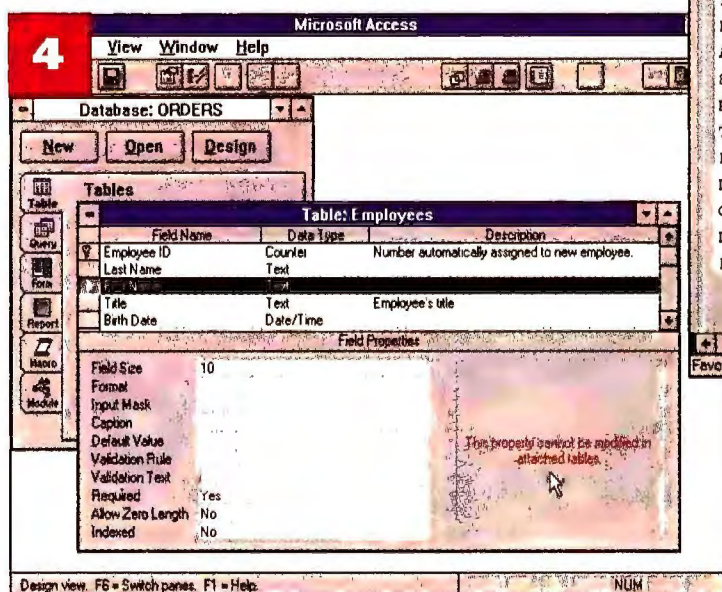 4
Microsoft Access
View Window Help
Database: ORDERS
New Open Design
Tables
Table
Query
Form
Report
Macro
Module
Table: Employees
Field Name Data Type Description
Employee ID Counter Number automatically assigned to new employee.
Last Name Text
Title Text Employee's title
Birth Date Date/Time
Field Properties
Field Size 10
Format
Input Mask
Caption
Default Value
Validation Rule
Validation Text
Required Yes
Allow Zero Length No
Indexed No
This property cannot be modified in
attached tables.
Favo
Design view. F6 = Switch panes. F1 = Help. NUM